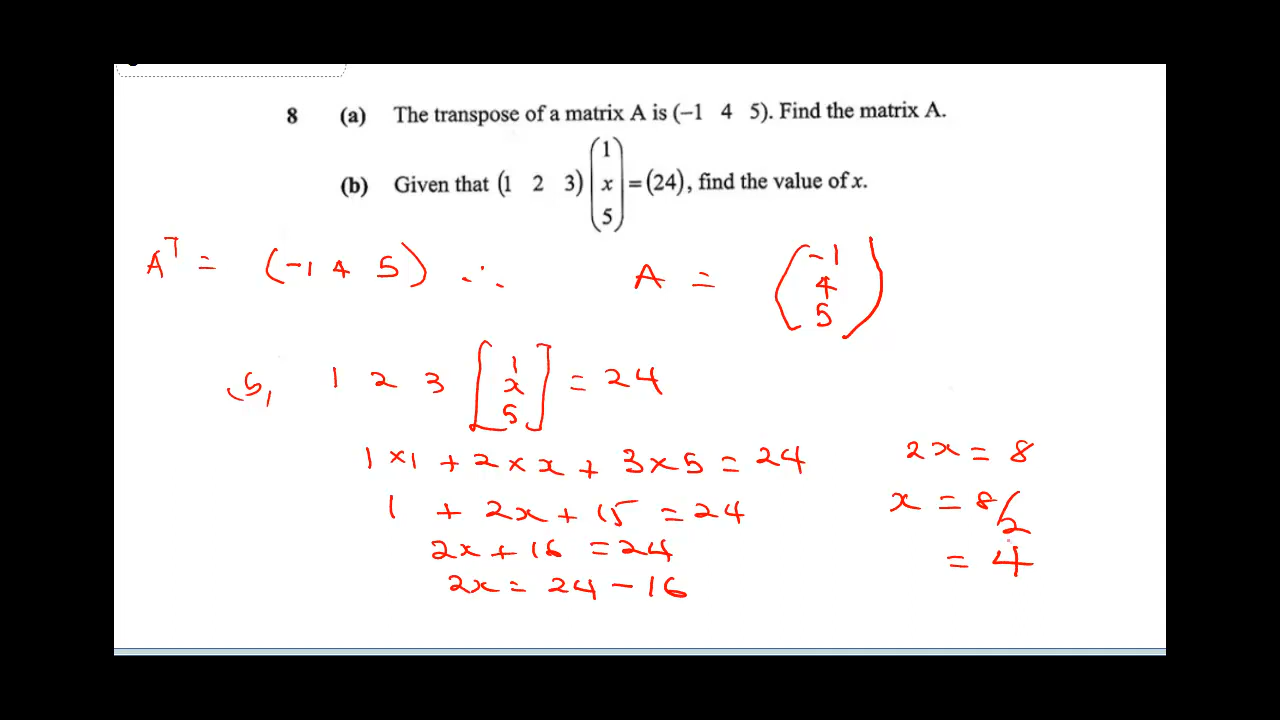 8 (a) The transpose of a matrix A is (−1 4 5). Find the matrix A.
(b) Given that (1 2 3) (1 x 5) = (24), find the value of x.
Aᵀ = (-1 4 5) ∴ A = (-1 4 5)
1 2 3 [1 x 5] = 24
1 × 1 + 2 × x + 3 × 5 = 24
1 + 2x + 15 = 24
2x + 16 = 24
2x = 24 − 16
2x = 8
x = 8/2
= 4